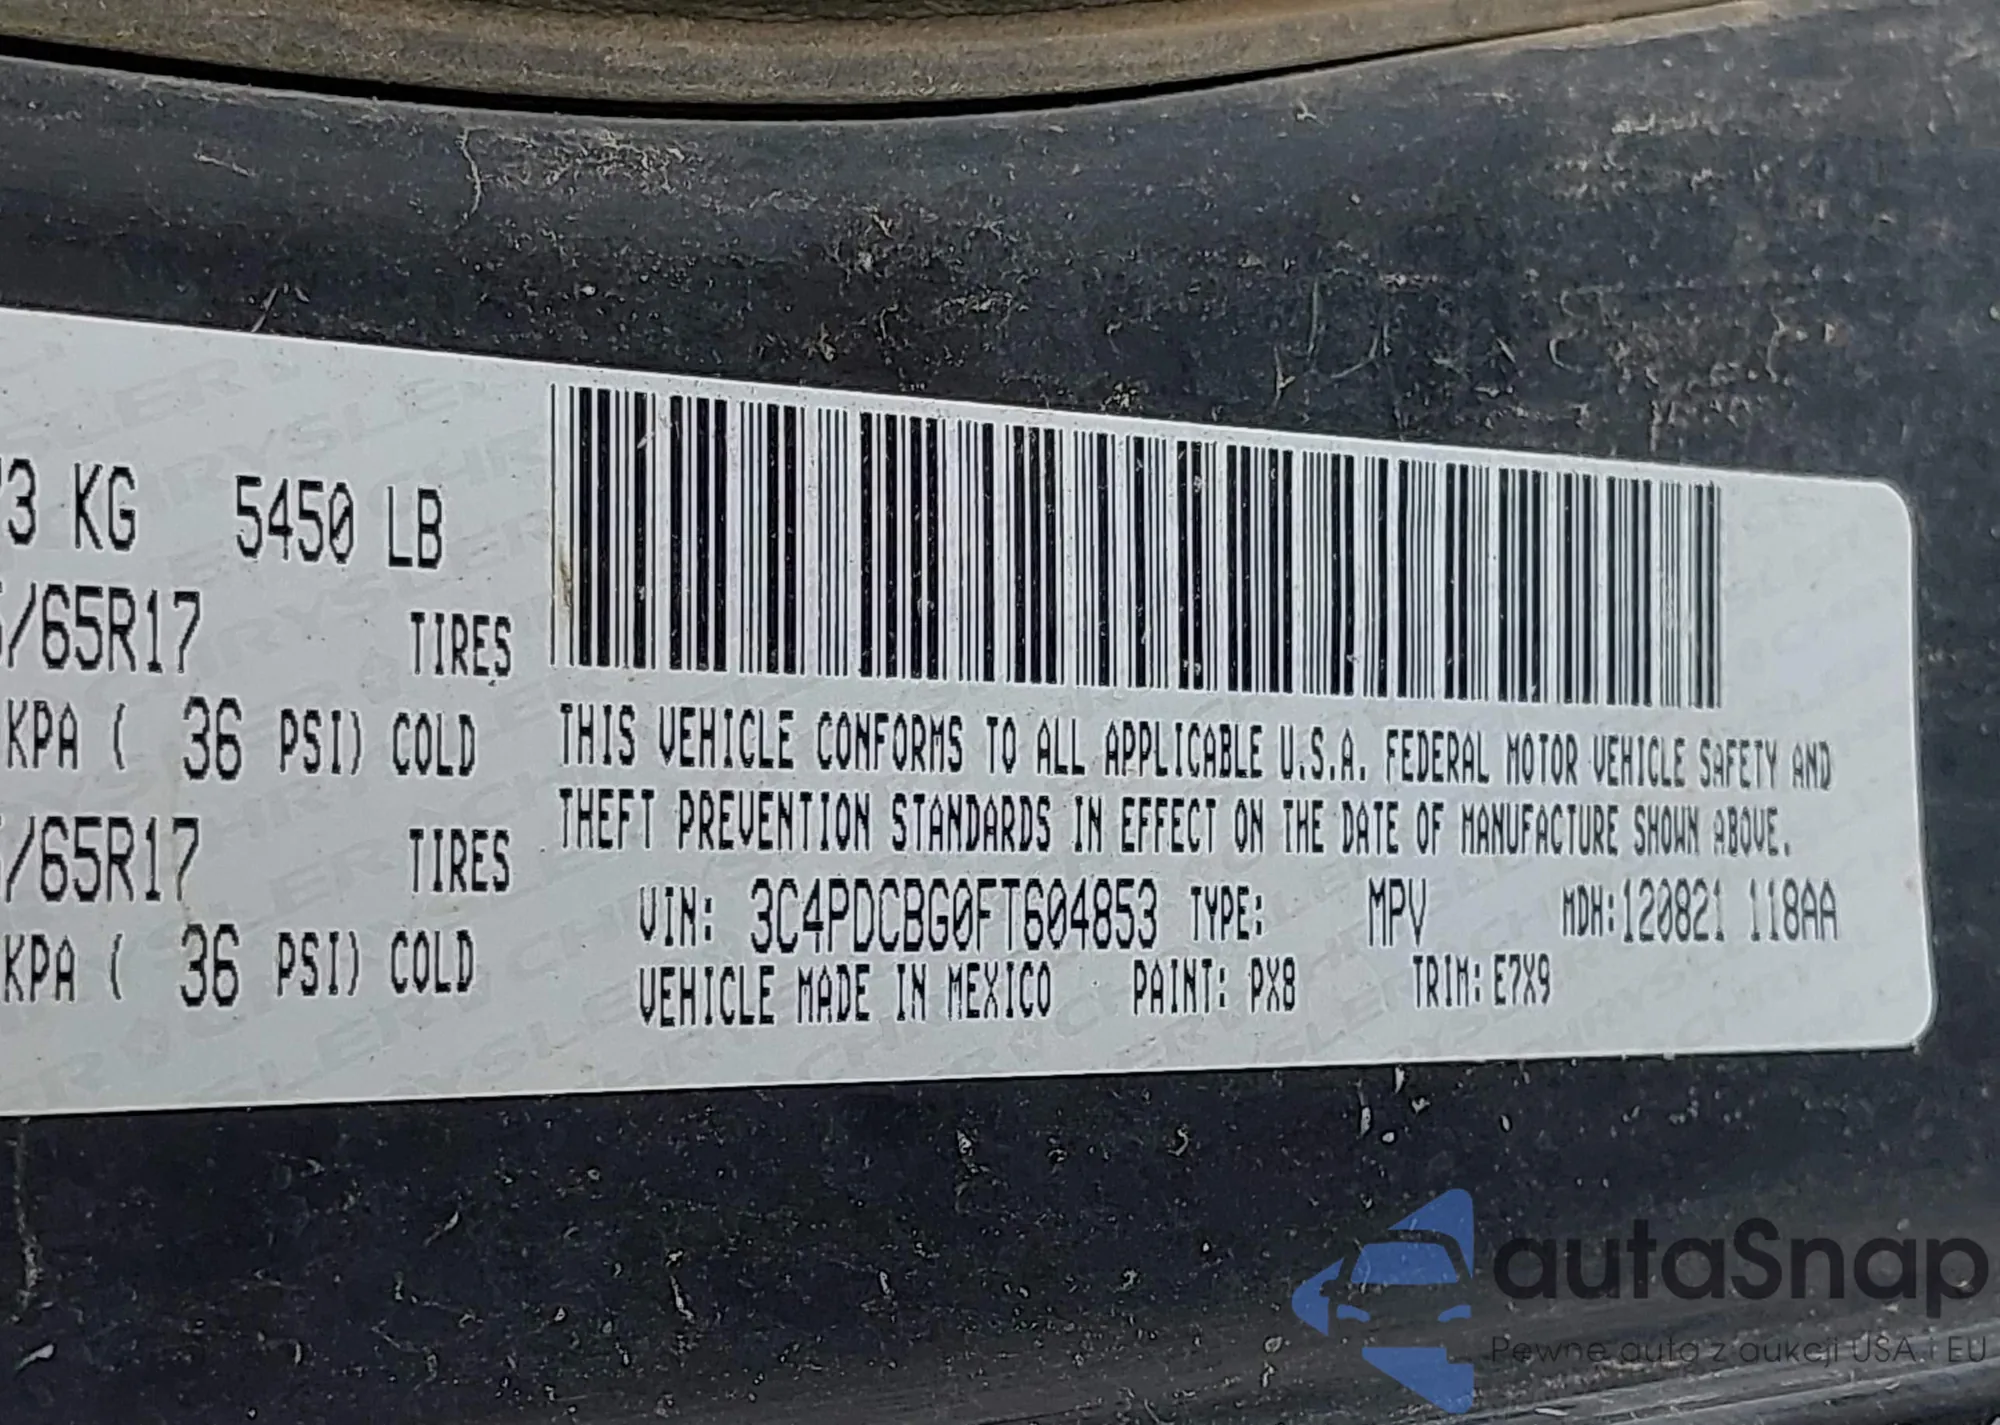 3 KG 5450 LB
/65R17 TIRES
KPA ( 36 PSI) COLD
/65R17 TIRES
KPA ( 36 PSI) COLD
THIS VEHICLE CONFORMS TO ALL APPLICABLE U.S.A. FEDERAL MOTOR VEHICLE SAFETY AND
THEFT PREVENTION STANDARDS IN EFFECT ON THE DATE OF MANUFACTURE SHOWN ABOVE.
VIN: 3C4PDCBG0FT604853 TYPE: MPV MDH:120821 118AA
VEHICLE MADE IN MEXICO PAINT: PX8 TRIM: E7X9
autaSnap
Pewne auta z aukcji USA i EU